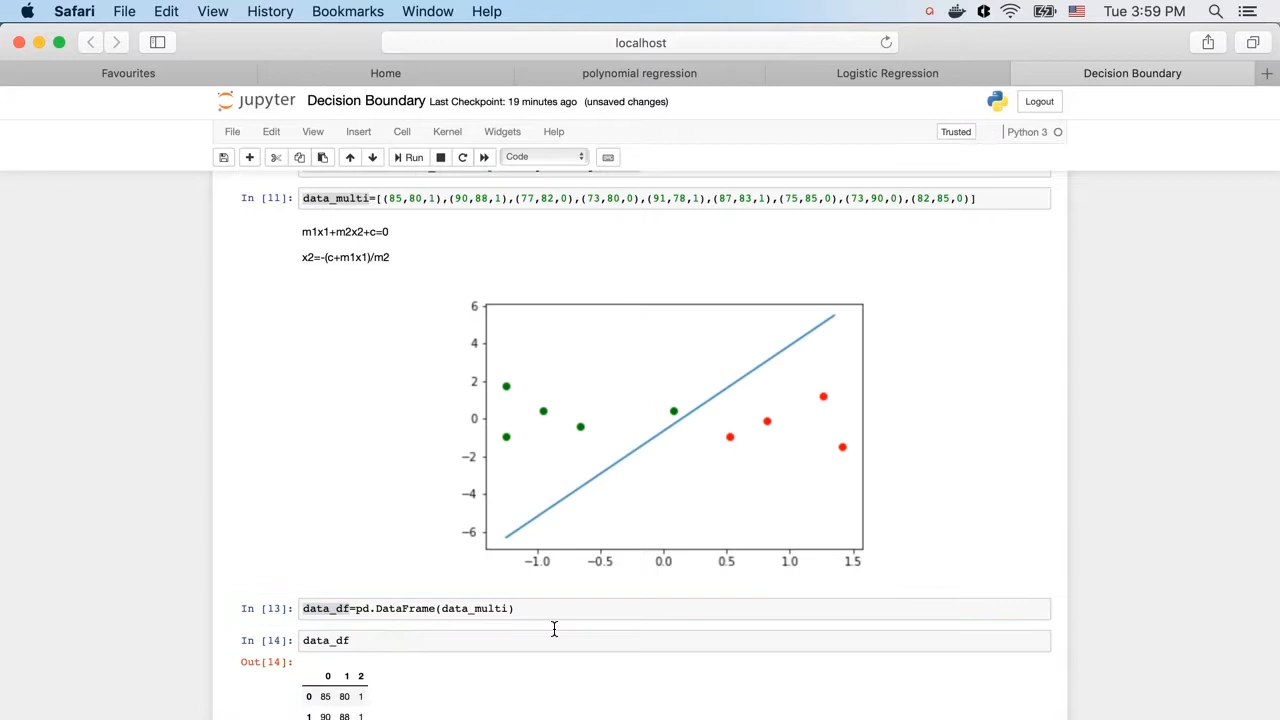 Safari File Edit View History Bookmarks Window Help Tue 3:59 PM
localhost
Favourites Home polynomial regression Logistic Regression Decision Boundary
jupyter Decision Boundary Last Checkpoint: 19 minutes ago (unsaved changes) Logout
File Edit View Insert Cell Kernel Widgets Help Trusted Python 3
Run Code
In [11]: data_multi=[(85,80,1),(90,88,1),(77,82,0),(73,80,0),(91,78,1),(87,83,1),(75,85,0),(73,90,0),(82,85,0)]
m1x1+m2x2+c=0
x2=-(c+m1x1)/m2
6
4
2
0
−2
−4
−6
−1.0 −0.5 0.0 0.5 1.0 1.5
In [13]: data_df=pd.DataFrame(data_multi)
In [14]: data_df
Out[14]:
0 1 2
0 85 80 1
1 90 88 1